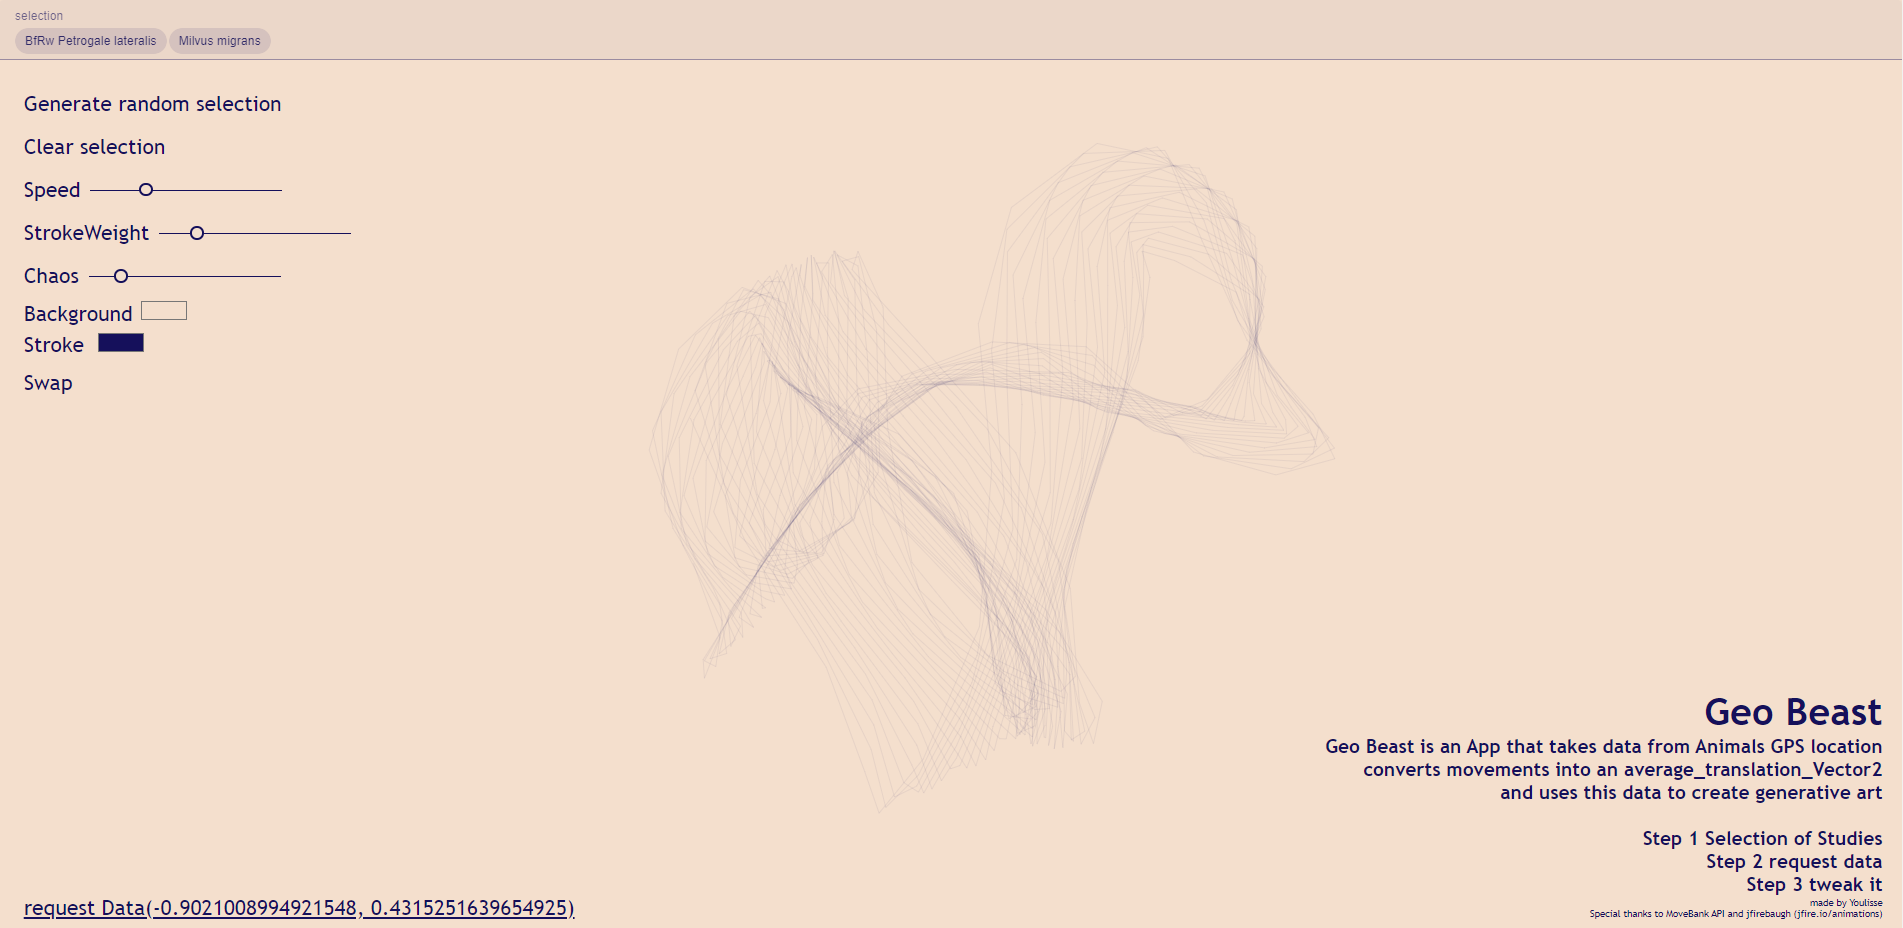 selection
BfRw Petrogale lateralis Milvus migrans
Generate random selection
Clear selection
Speed
StrokeWeight
Chaos
Background
Stroke
Swap
Geo Beast
Geo Beast is an App that takes data from Animals GPS location
converts movements into an average_translation_Vector2
and uses this data to create generative art
Step 1 Selection of Studies
Step 2 request data
Step 3 tweak it
made by Youlisse
Special thanks to MoveBank API and jfirebaugh (jfire.io/animations)
request Data(-0.9021008994921548, 0.4315251639654925)